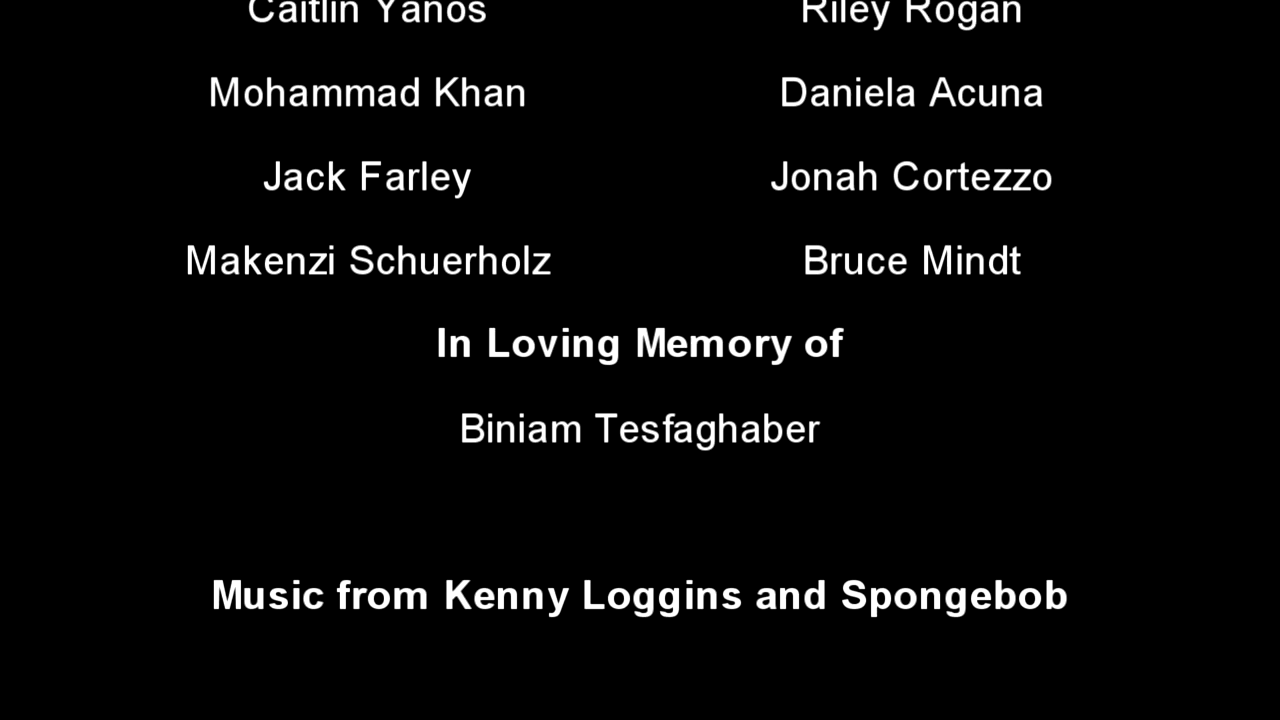 Caitlin Yanos Riley Rogan
Mohammad Khan Daniela Acuna
Jack Farley Jonah Cortezzo
Makenzi Schuerholz Bruce Mindt
In Loving Memory of
Biniam Tesfaghaber
Music from Kenny Loggins and Spongebob